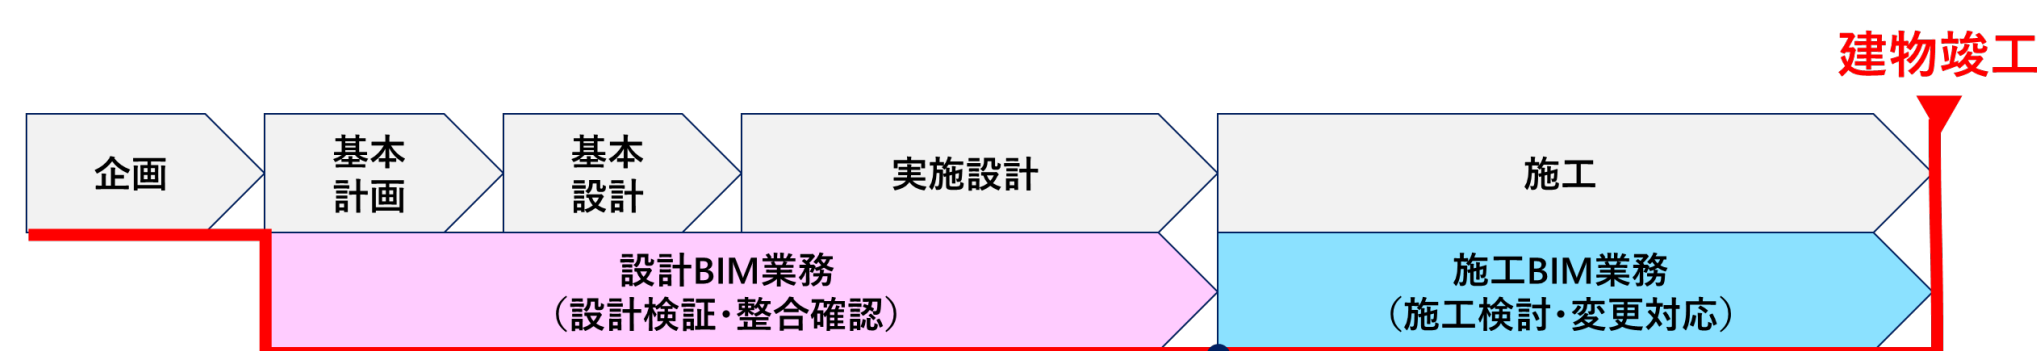 建物竣工
企画
基本
計画
基本
設計
実施設計
施工
設計BIM業務
（設計検証・整合確認）
施工BIM業務
（施工検討・変更対応）